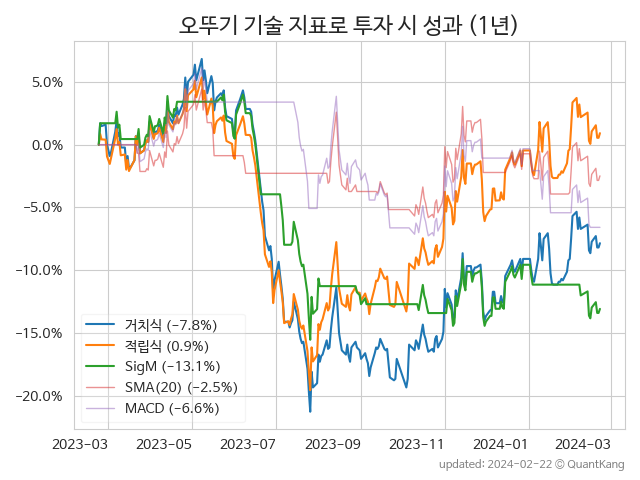 오뚜기 기술 지표로 투자 시 성과 (1년)
5.0%
0.0%
−5.0%
−10.0%
−15.0%
−20.0%
거치식 (−7.8%)
적립식 (0.9%)
SigM (−13.1%)
SMA(20) (−2.5%)
MACD (−6.6%)
2023-03 2023-05 2023-07 2023-09 2023-11 2024-01 2024-03
updated: 2024-02-22 © QuantKang